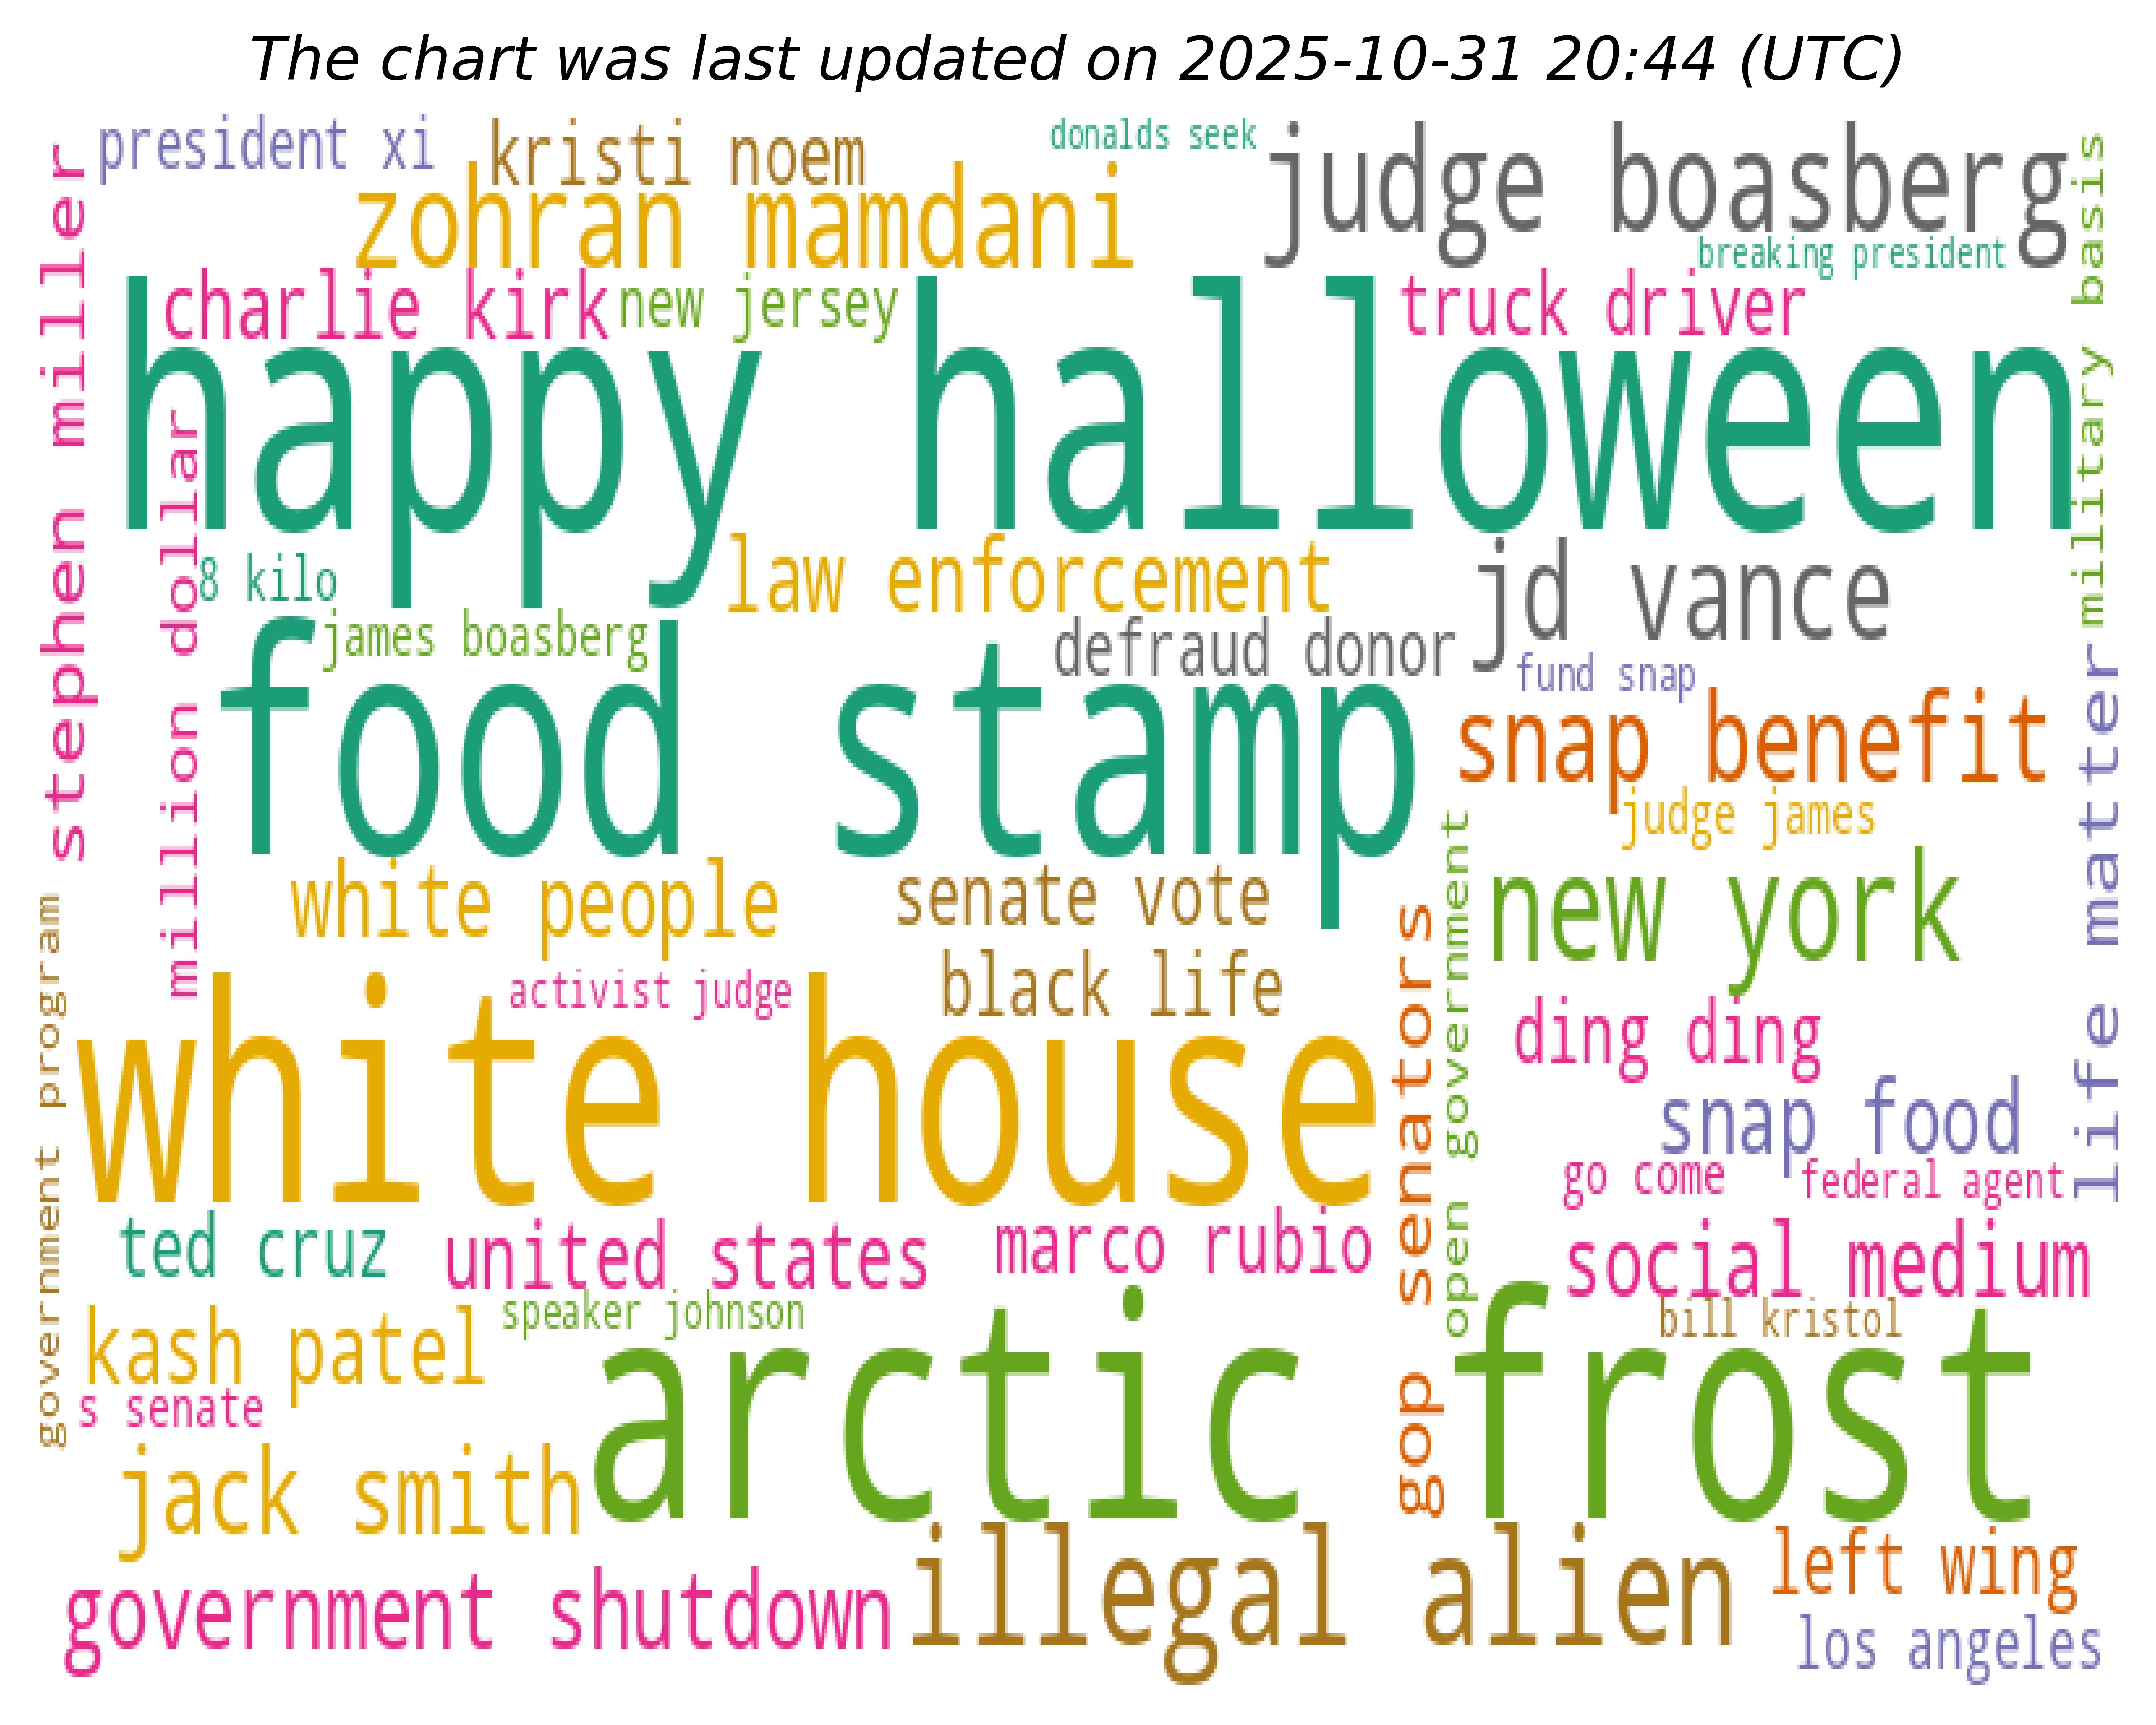 The chart was last updated on 2025-10-31 20:44 (UTC)
president xi
kristi noem
donalds seek
judge boasberg
zohran mamdani
breaking president
charlie kirk
new jersey
truck driver
happy halloween
stephen miller
million dollar
military basis
8 kilo
law enforcement
jd vance
james boasberg
defraud donor
fund snap
food stamp
snap benefit
judge james
life matter
white people
senate vote
new york
activist judge
black life
open government
gop senators
government program
ding ding
white house
snap food
go come
federal agent
ted cruz
united states
marco rubio
social medium
speaker johnson
bill kristol
kash patel
arctic frost
s senate
jack smith
illegal alien
left wing
government shutdown
los angeles